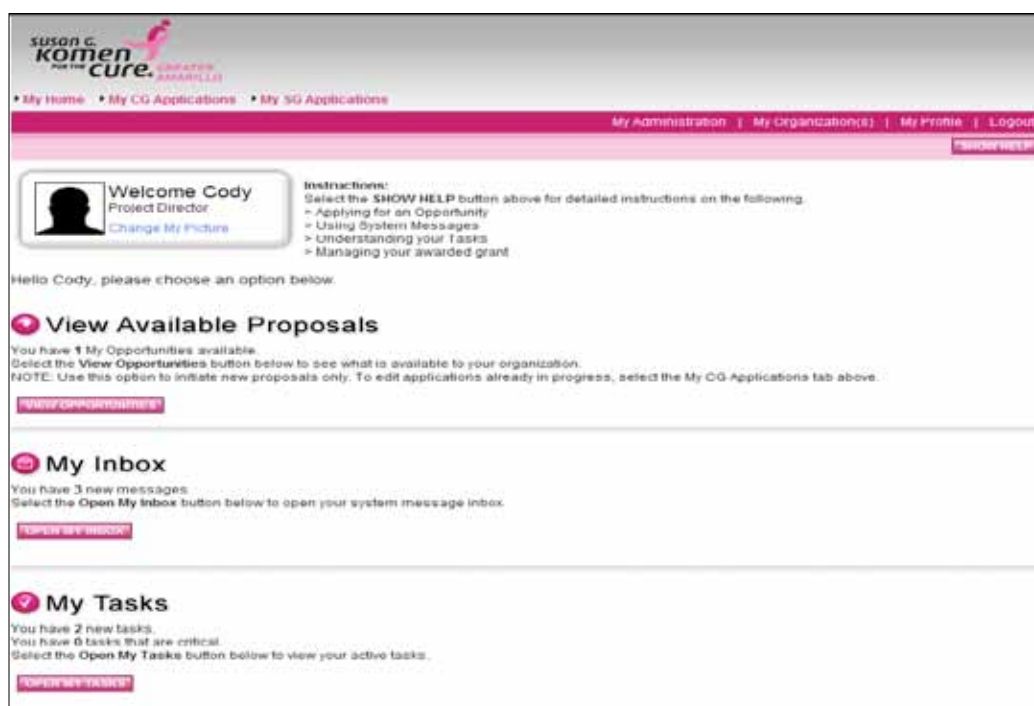 susan g.
komen
FOR THE
cure. GREATER
AMARILLO
My Home My CG Applications My SG Applications
My Administration | My Organization(s) | My Profile | Logout
SHOW HELP
Welcome Cody
Project Director
Change My Picture
Instructions:
Select the SHOW HELP button above for detailed instructions on the following.
> Applying for an Opportunity
> Using System Messages
> Understanding your Tasks
> Managing your awarded grant
Hello Cody, please choose an option below.
View Available Proposals
You have 1 My Opportunities available.
Select the View Opportunities button below to see what is available to your organization.
NOTE: Use this option to initiate new proposals only. To edit applications already in progress, select the My CG Applications tab above.
VIEW OPPORTUNITIES
My Inbox
You have 3 new messages.
Select the Open My Inbox button below to open your system message inbox.
OPEN MY INBOX
My Tasks
You have 2 new tasks.
You have 0 tasks that are critical.
Select the Open My Tasks button below to view your active tasks.
OPEN MY TASKS